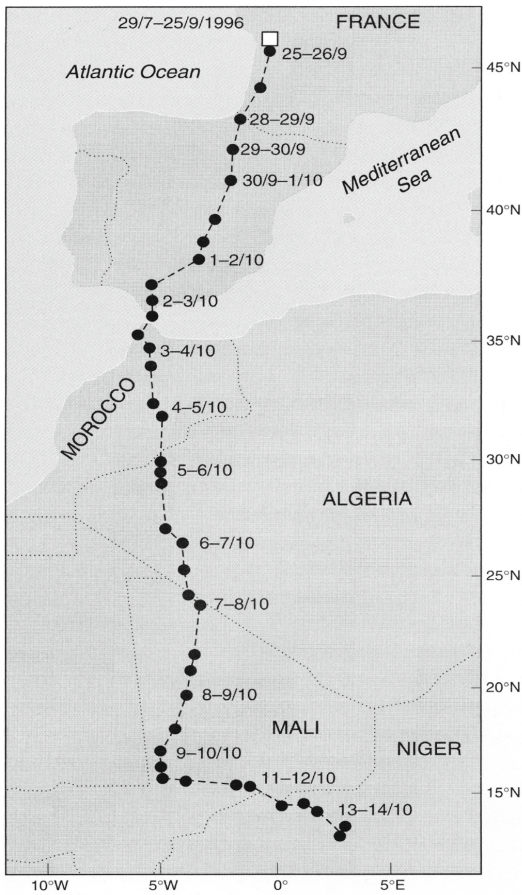 29/7–25/9/1996
FRANCE
25–26/9
Atlantic Ocean
45°N
28–29/9
29–30/9
Mediterranean
Sea
30/9–1/10
40°N
1–2/10
2–3/10
35°N
3–4/10
MOROCCO
4–5/10
30°N
5–6/10
ALGERIA
6–7/10
25°N
7–8/10
20°N
8–9/10
MALI
NIGER
9–10/10
11–12/10
15°N
13–14/10
10°W
5°W
0°
5°E